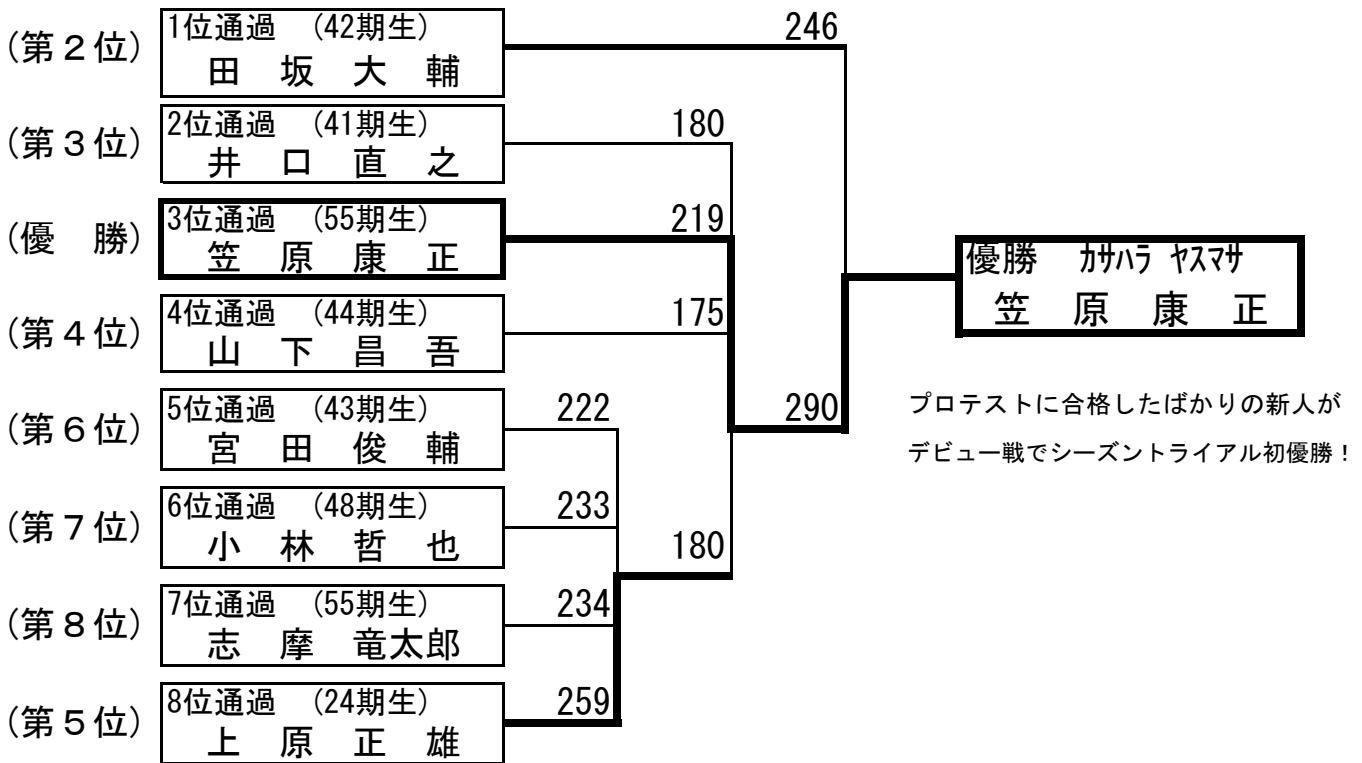 (第２位)
1位通過 (42期生)
田 坂 大 輔
246
(第３位)
2位通過 (41期生)
井 口 直 之
180
(優 勝)
3位通過 (55期生)
笠 原 康 正
219
優勝 ｶｻﾊﾗ ﾔｽﾏｻ
笠 原 康 正
(第４位)
4位通過 (44期生)
山 下 昌 吾
175
(第６位)
5位通過 (43期生)
宮 田 俊 輔
222
290
プロテストに合格したばかりの新人が
デビュー戦でシーズントライアル初優勝！
(第７位)
6位通過 (48期生)
小 林 哲 也
233
180
(第８位)
7位通過 (55期生)
志 摩 竜太郎
234
(第５位)
8位通過 (24期生)
上 原 正 雄
259